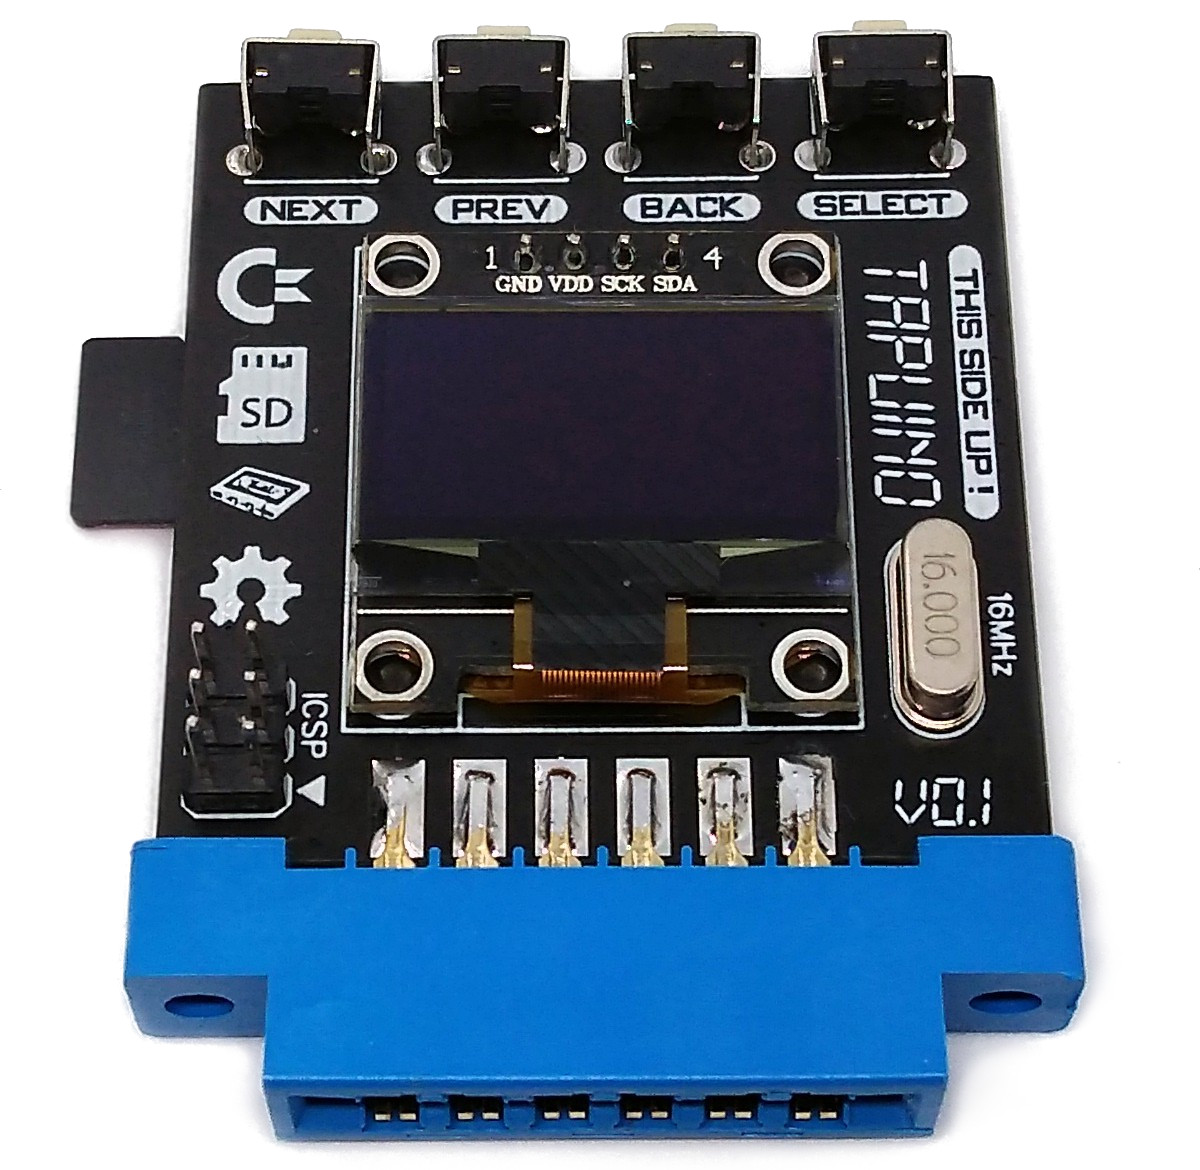 NEXT
PREV
BACK
SELECT
1
4
GND VDD SCK SDA
THIS SIDE UP!
TAPUINO
SD
16.000
16MHz
ICSP
V0.1